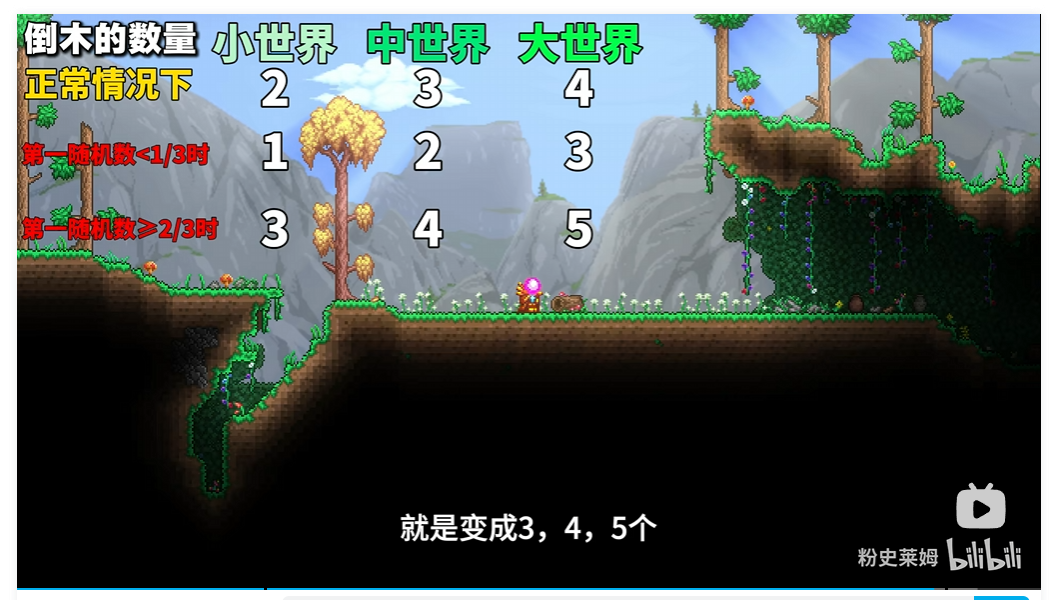 倒木的数量 小世界 中世界 大世界
正常情况下 2 3 4
第一随机数<1/3时 1 2 3
第一随机数≥2/3时 3 4 5
就是变成3，4，5个
粉史莱姆 bilibili